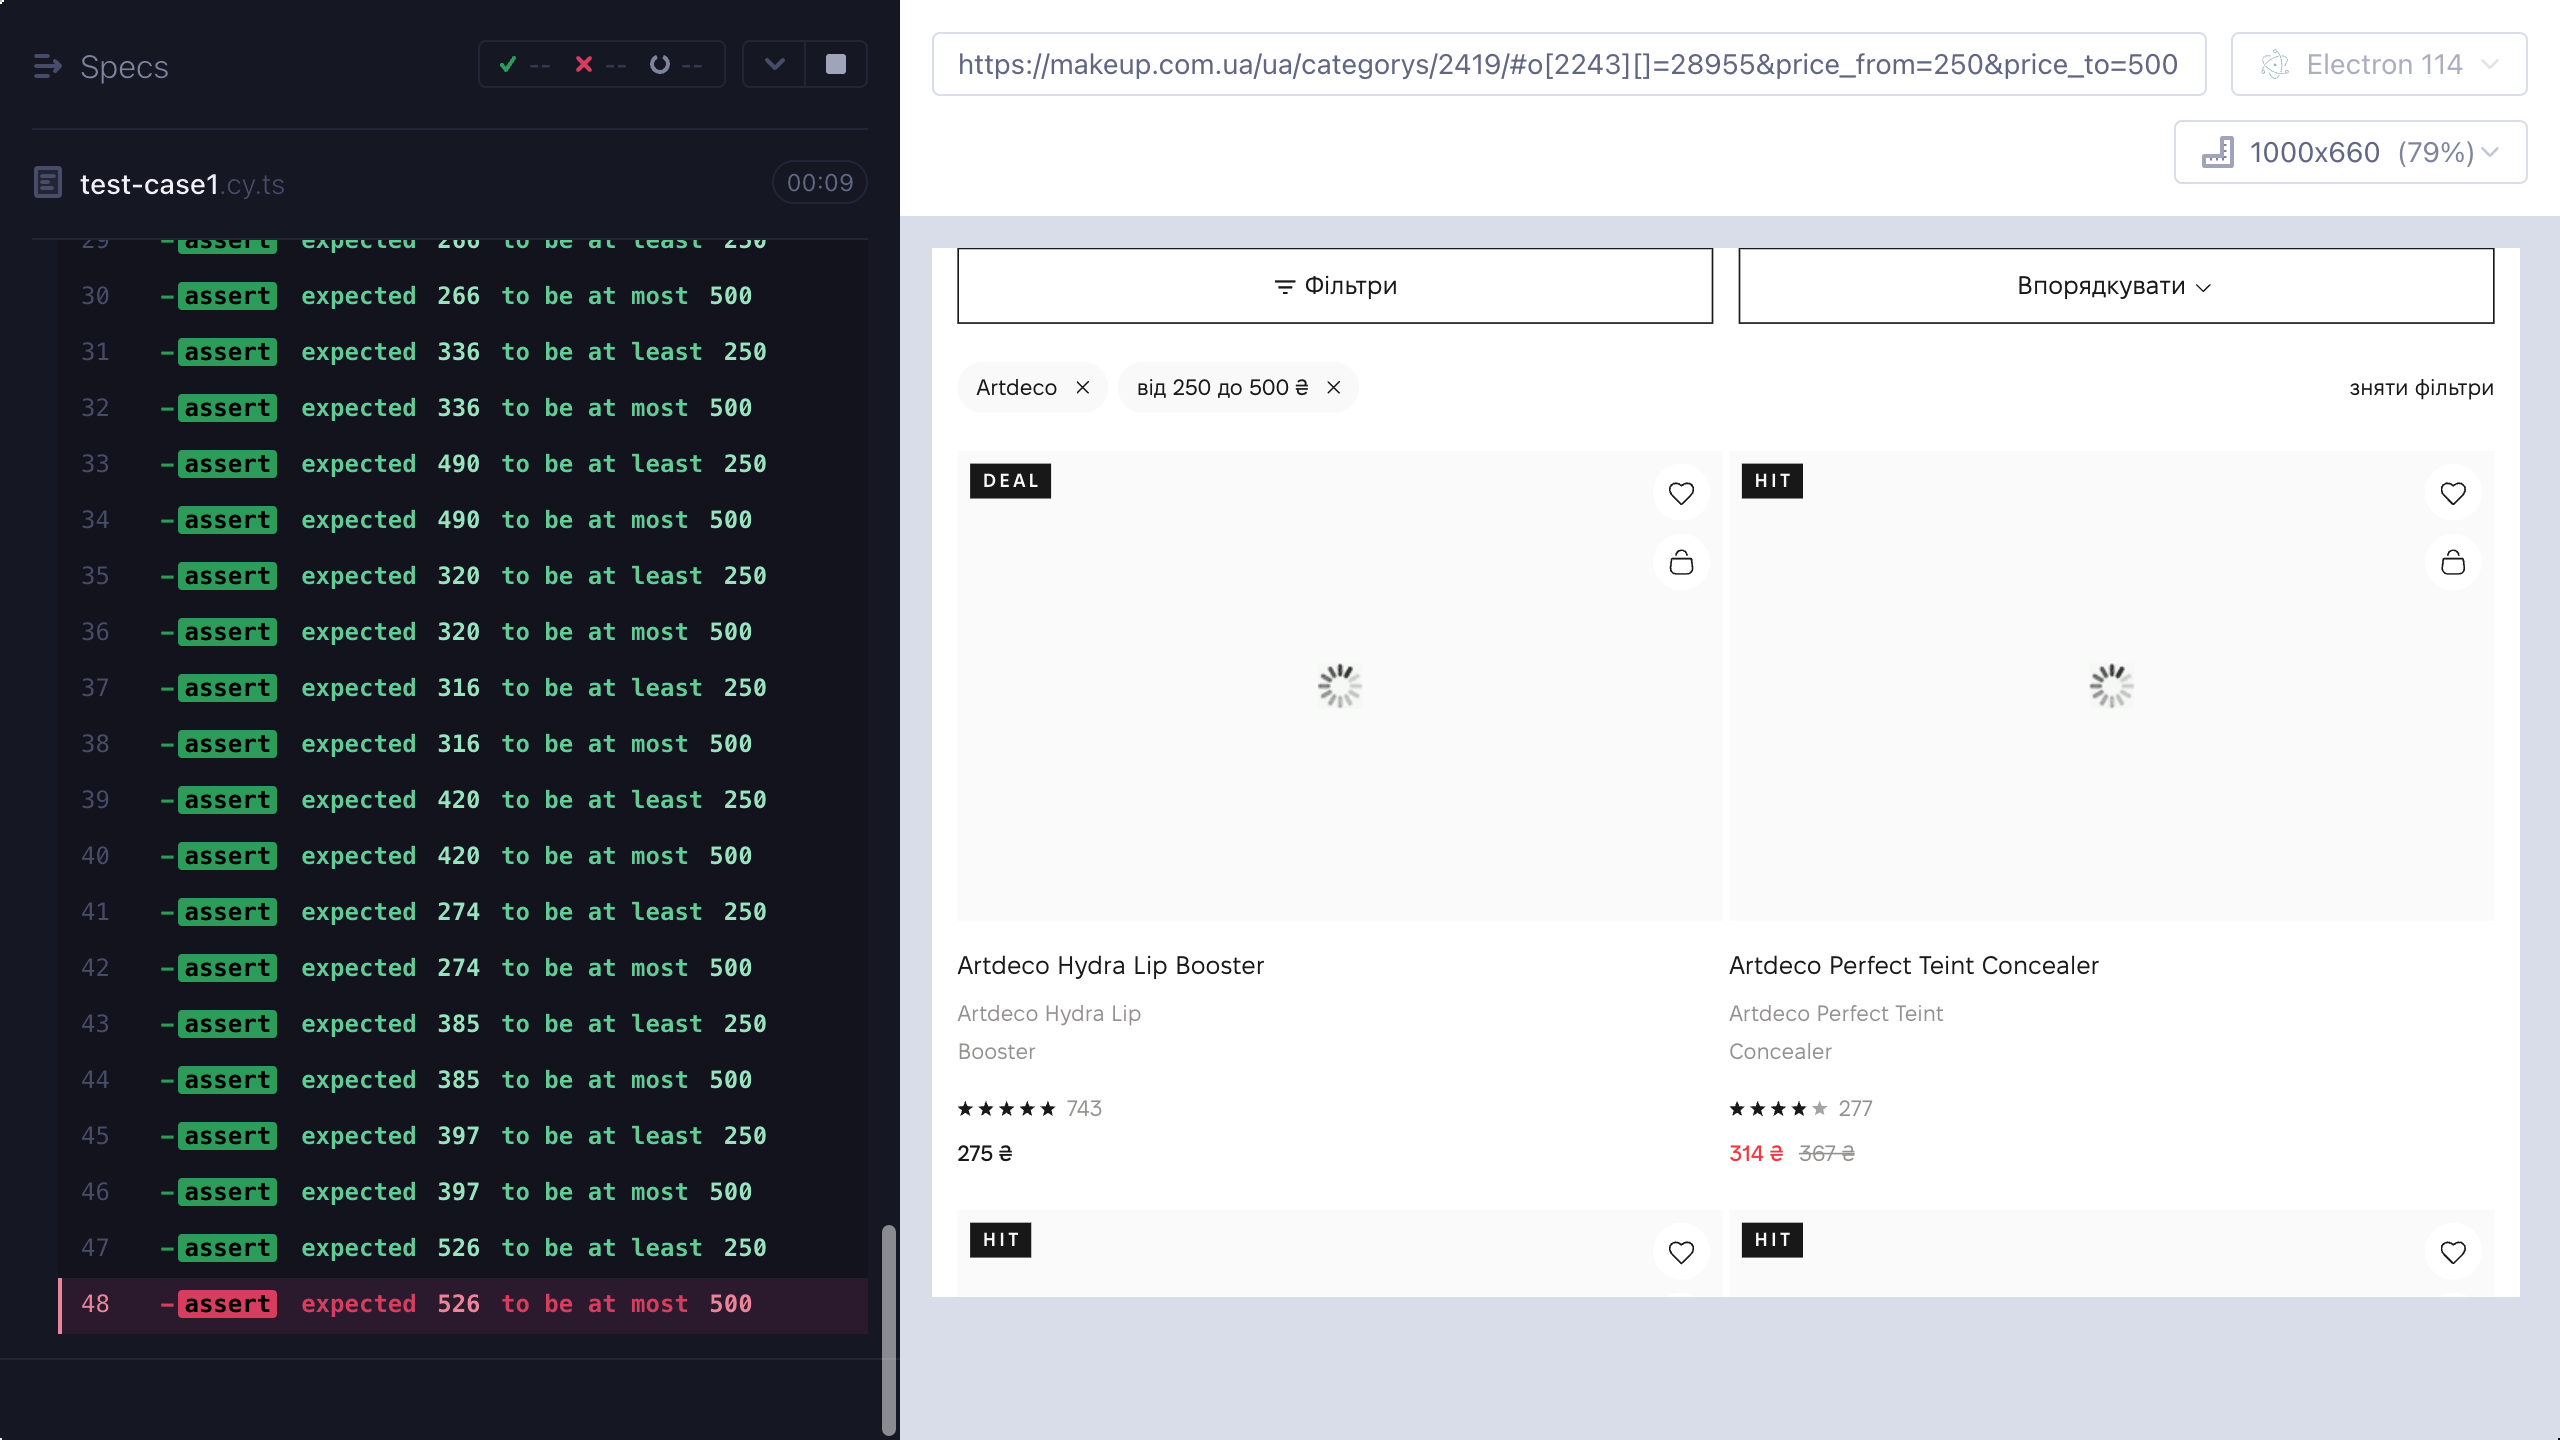 Specs
-- -- --
test-case1.cy.ts
00:09
29 -assert expected 266 to be at least 250
30 -assert expected 266 to be at most 500
31 -assert expected 336 to be at least 250
32 -assert expected 336 to be at most 500
33 -assert expected 490 to be at least 250
34 -assert expected 490 to be at most 500
35 -assert expected 320 to be at least 250
36 -assert expected 320 to be at most 500
37 -assert expected 316 to be at least 250
38 -assert expected 316 to be at most 500
39 -assert expected 420 to be at least 250
40 -assert expected 420 to be at most 500
41 -assert expected 274 to be at least 250
42 -assert expected 274 to be at most 500
43 -assert expected 385 to be at least 250
44 -assert expected 385 to be at most 500
45 -assert expected 397 to be at least 250
46 -assert expected 397 to be at most 500
47 -assert expected 526 to be at least 250
48 -assert expected 526 to be at most 500
https://makeup.com.ua/ua/categorys/2419/#o[2243][]=28955&price_from=250&price_to=500
Electron 114
1000x660 (79%)
Фільтри
Впорядкувати
Artdeco
від 250 до 500 ₴
зняти фільтри
DEAL
Artdeco Hydra Lip Booster
Artdeco Hydra Lip
Booster
743
275 ₴
HIT
Artdeco Perfect Teint Concealer
Artdeco Perfect Teint
Concealer
277
314 ₴ 367 ₴
HIT
HIT